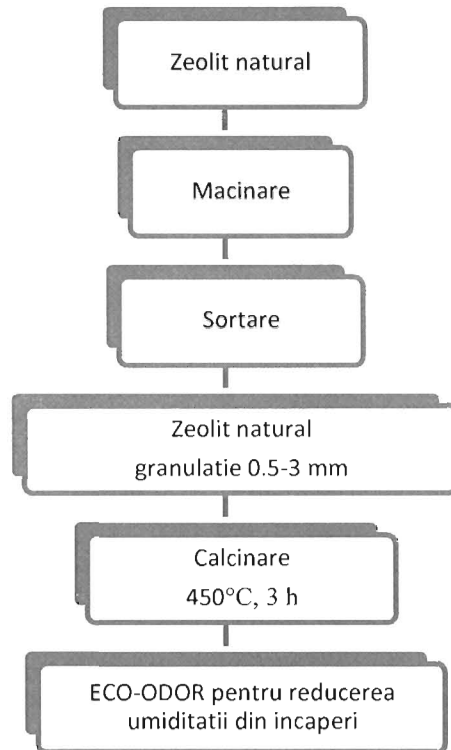 Zeolit natural
Macinare
Sortare
Zeolit natural
granulatie 0.5-3 mm
Calcinare
450°C, 3 h
ECO-ODOR pentru reducerea
umiditatii din incaperi